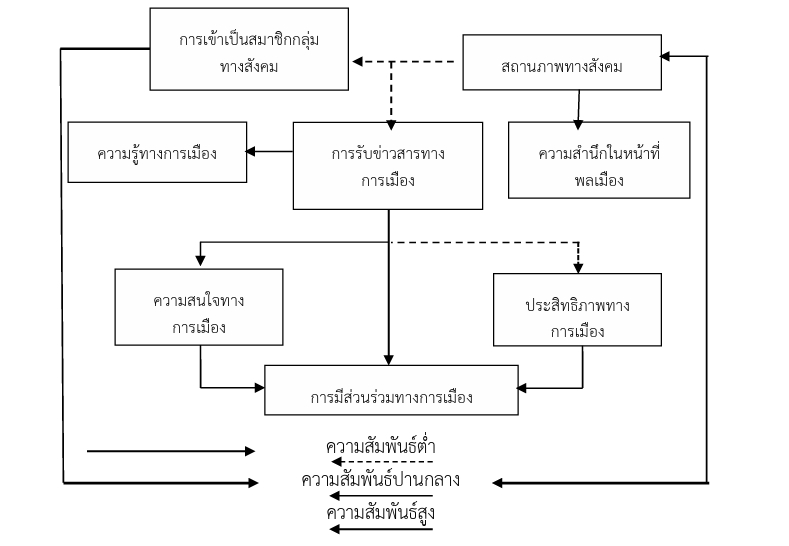 การเข้าเป็นสมาชิกกลุ่ม
ทางสังคม
สถานภาพทางสังคม
ความรู้ทางการเมือง
การรับข่าวสารทาง
การเมือง
ความสำนึกในหน้าที่
พลเมือง
ความสนใจทาง
การเมือง
ประสิทธิภาพทาง
การเมือง
การมีส่วนร่วมทางการเมือง
ความสัมพันธ์ต่ำ
ความสัมพันธ์ปานกลาง
ความสัมพันธ์สูง